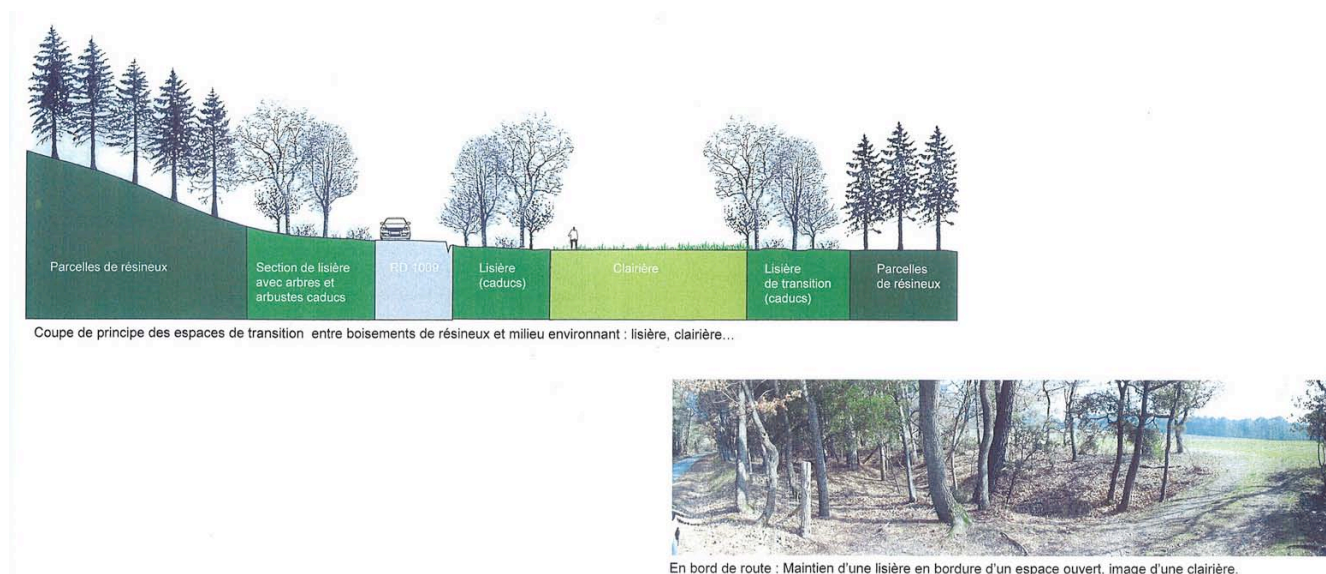 Parcelles de résineux
Section de lisière
avec arbres et
arbustes caducs
RD 1009
Lisière
(caducs)
Clairière
Lisière
de transition
(caducs)
Parcelles
de résineux
Coupe de principe des espaces de transition entre boisements de résineux et milieu environnant : lisière, clairière...
En bord de route : Maintien d'une lisière en bordure d'un espace ouvert, image d'une clairière.